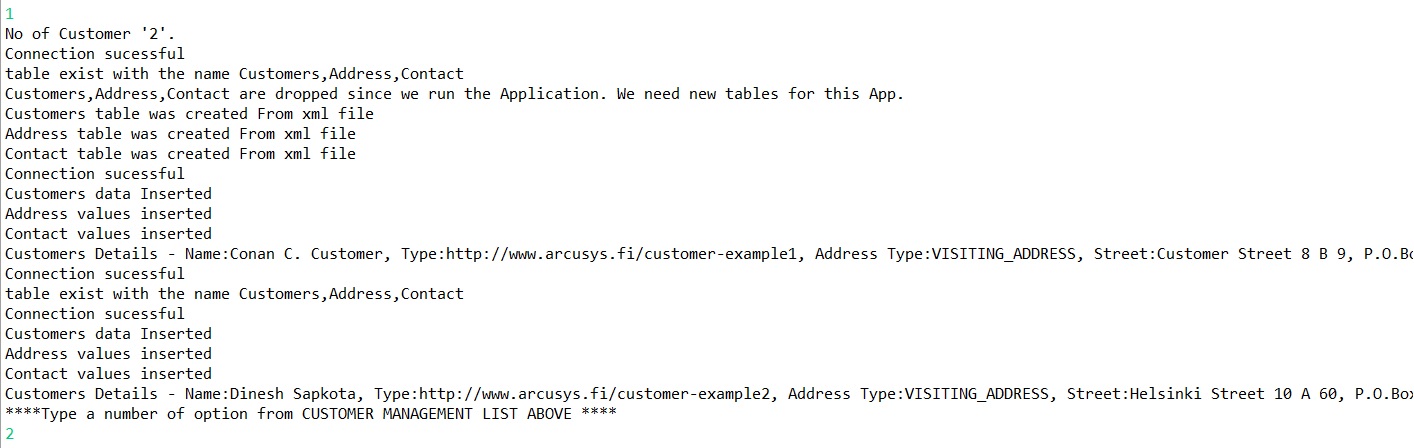 1
No of Customer '2'.
Connection sucessful
table exist with the name Customers,Address,Contact
Customers,Address,Contact are dropped since we run the Application. We need new tables for this App.
Customers table was created From xml file
Address table was created From xml file
Contact table was created From xml file
Connection sucessful
Customers data Inserted
Address values inserted
Contact values inserted
Customers Details - Name:Conan C. Customer, Type:http://www.arcusys.fi/customer-example1, Address Type:VISITING_ADDRESS, Street:Customer Street 8 B 9, P.O.Bo
Connection sucessful
table exist with the name Customers,Address,Contact
Connection sucessful
Customers data Inserted
Address values inserted
Contact values inserted
Customers Details - Name:Dinesh Sapkota, Type:http://www.arcusys.fi/customer-example2, Address Type:VISITING_ADDRESS, Street:Helsinki Street 10 A 60, P.O.Box
****Type a number of option from CUSTOMER MANAGEMENT LIST ABOVE ****
2